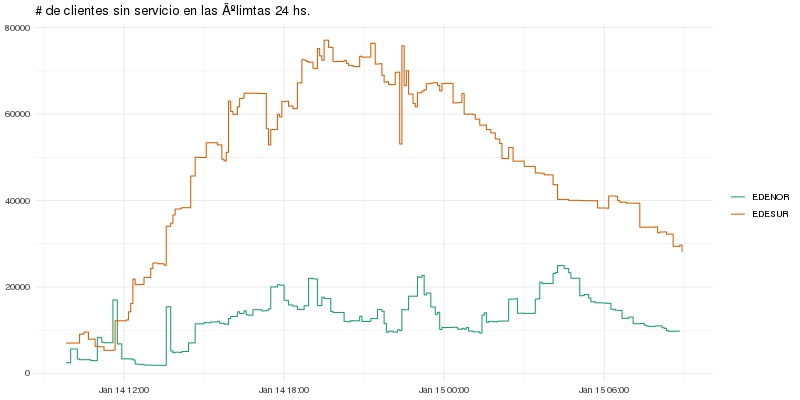 # de clientes sin servicio en las Ãºlimtas 24 hs.
80000
60000
40000
20000
0
Jan 14 12:00
Jan 14 18:00
Jan 15 00:00
Jan 15 06:00
EDENOR
EDESUR